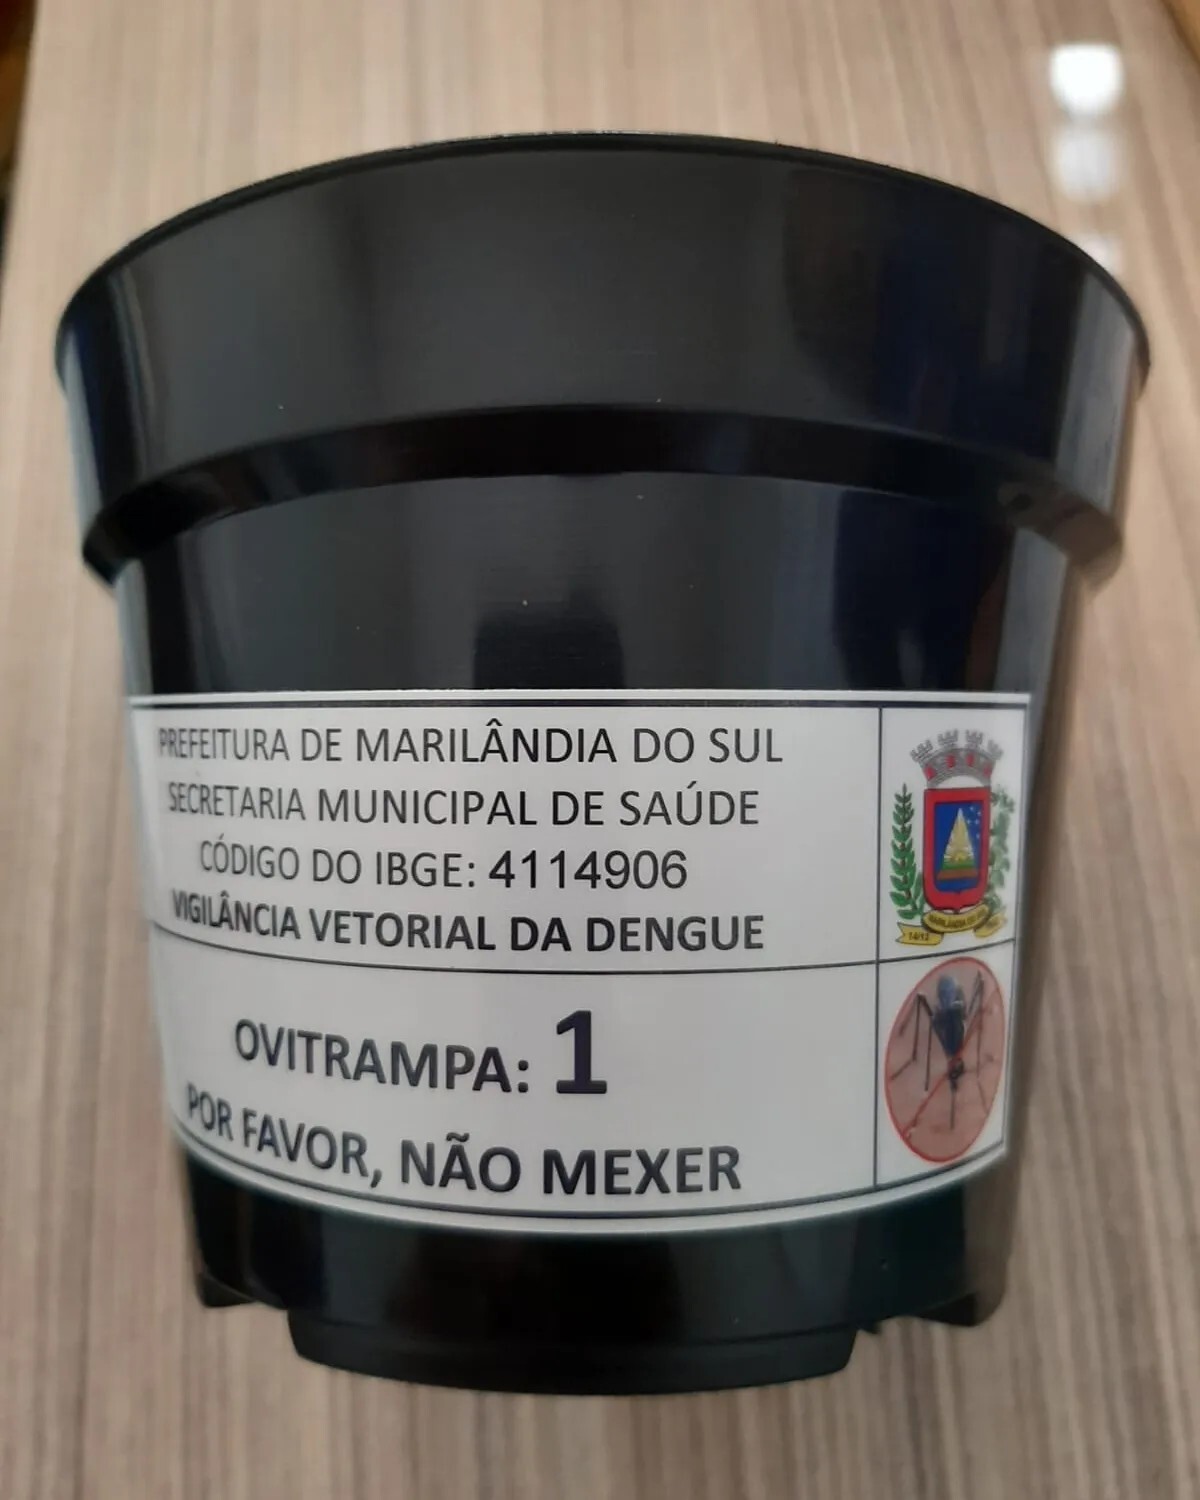 PREFEITURA DE MARILÂNDIA DO SUL
SECRETARIA MUNICIPAL DE SAÚDE
CÓDIGO DO IBGE: 4114906
VIGILÂNCIA VETORIAL DA DENGUE
OVITRAMPA: 1
POR FAVOR, NÃO MEXER